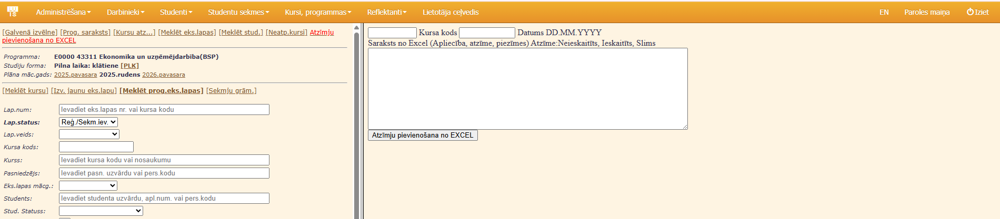 LU IS Administrēšana Darbinieki Studenti Studentu sekmes Kursi, programmas Reflektanti Lietotāja ceļvedis EN Paroles maiņa Iziet
[Galvenā izvēlne] [Prog. saraksts] [Kursu atz...] [Meklēt eks.lapas] [Meklēt stud.] [Neatp.kursi] Atzīmju
pievienošana no EXCEL
Programma: E0000 43311 Ekonomika un uzņēmējdarbība(BSP)
Studiju forma: Pilna laika: klātiene [PLK]
Plāna māc.gads: 2025.pavasara 2025.rudens 2026.pavasara
[Meklēt kursu] [Izv. jaunu eks.lapu] [Meklēt prog.eks.lapas] [Sekmju grām.]
Lap.num: Ievadiet eks.lapas nr. vai kursa kodu
Lap.status: Reģ./Sekm.iev.
Lap.veids:
Kursa kods:
Kurss: Ievadiet kursa kodu vai nosaukumu
Pasniedzējs: Ievadiet pasn. uzvārdu vai pers.kodu
Eks.lapas mācg.:
Students: Ievadiet studenta uzvārdu, apl.num. vai pers.kodu
Stud. Statuss:
Kursa kods Datums DD.MM.YYYY
Saraksts no Excel (Apliecība, atzīme, piezīmes) Atzīme:Neieskaitīts, Ieskaitīts, Slims
Atzīmju pievienošana no EXCEL